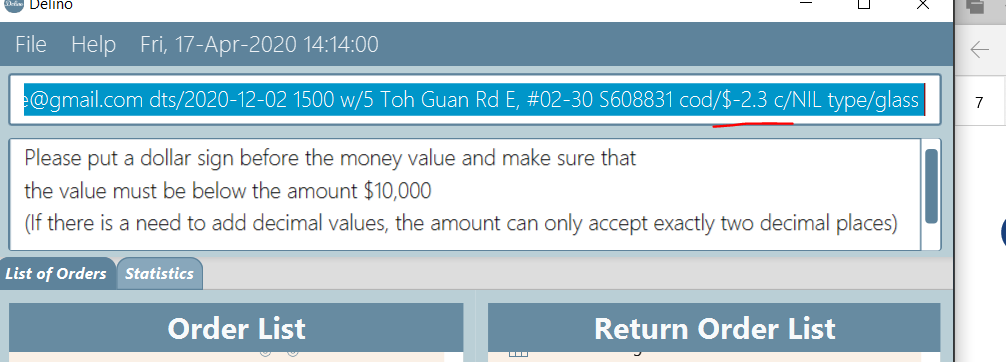 Delino
File Help Fri, 17-Apr-2020 14:14:00
e@gmail.com dts/2020-12-02 1500 w/5 Toh Guan Rd E, #02-30 S608831 cod/$-2.3 c/NIL type/glass
7
Please put a dollar sign before the money value and make sure that
the value must be below the amount $10,000
(If there is a need to add decimal values, the amount can only accept exactly two decimal places)
List of Orders Statistics
Order List Return Order List